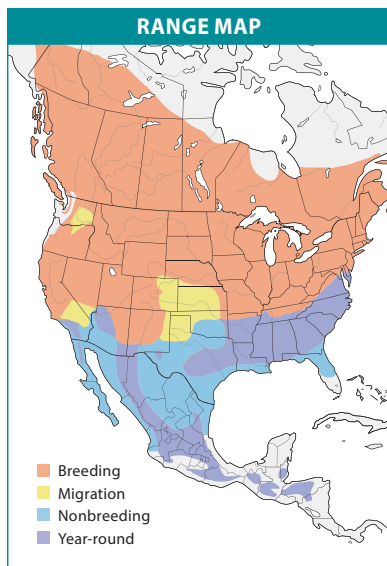 RANGE MAP
Breeding
Migration
Nonbreeding
Year-round